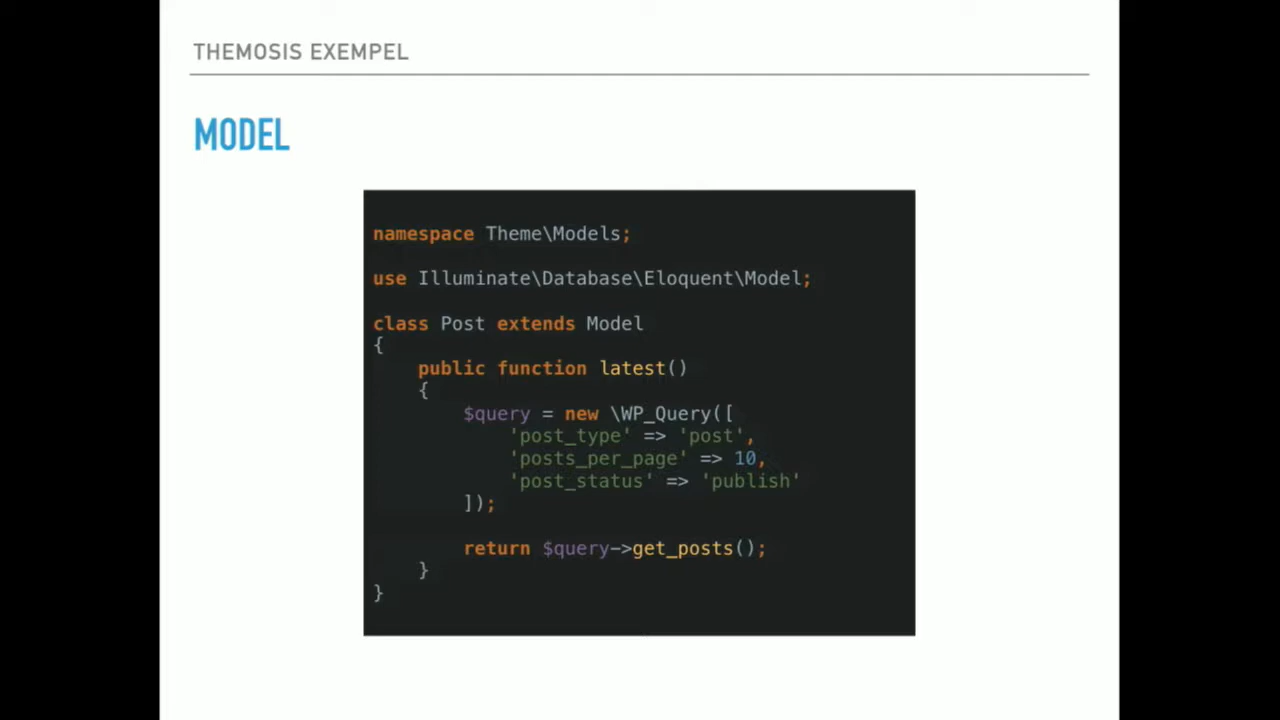 THEMOSIS EXEMPEL
MODEL
namespace Theme\Models;
use Illuminate\Database\Eloquent\Model;
class Post extends Model
{
    public function latest()
    {
        $query = new \WP_Query([
            'post_type' => 'post',
            'posts_per_page' => 10,
            'post_status' => 'publish'
        ]);
        return $query->get_posts();
    }
}